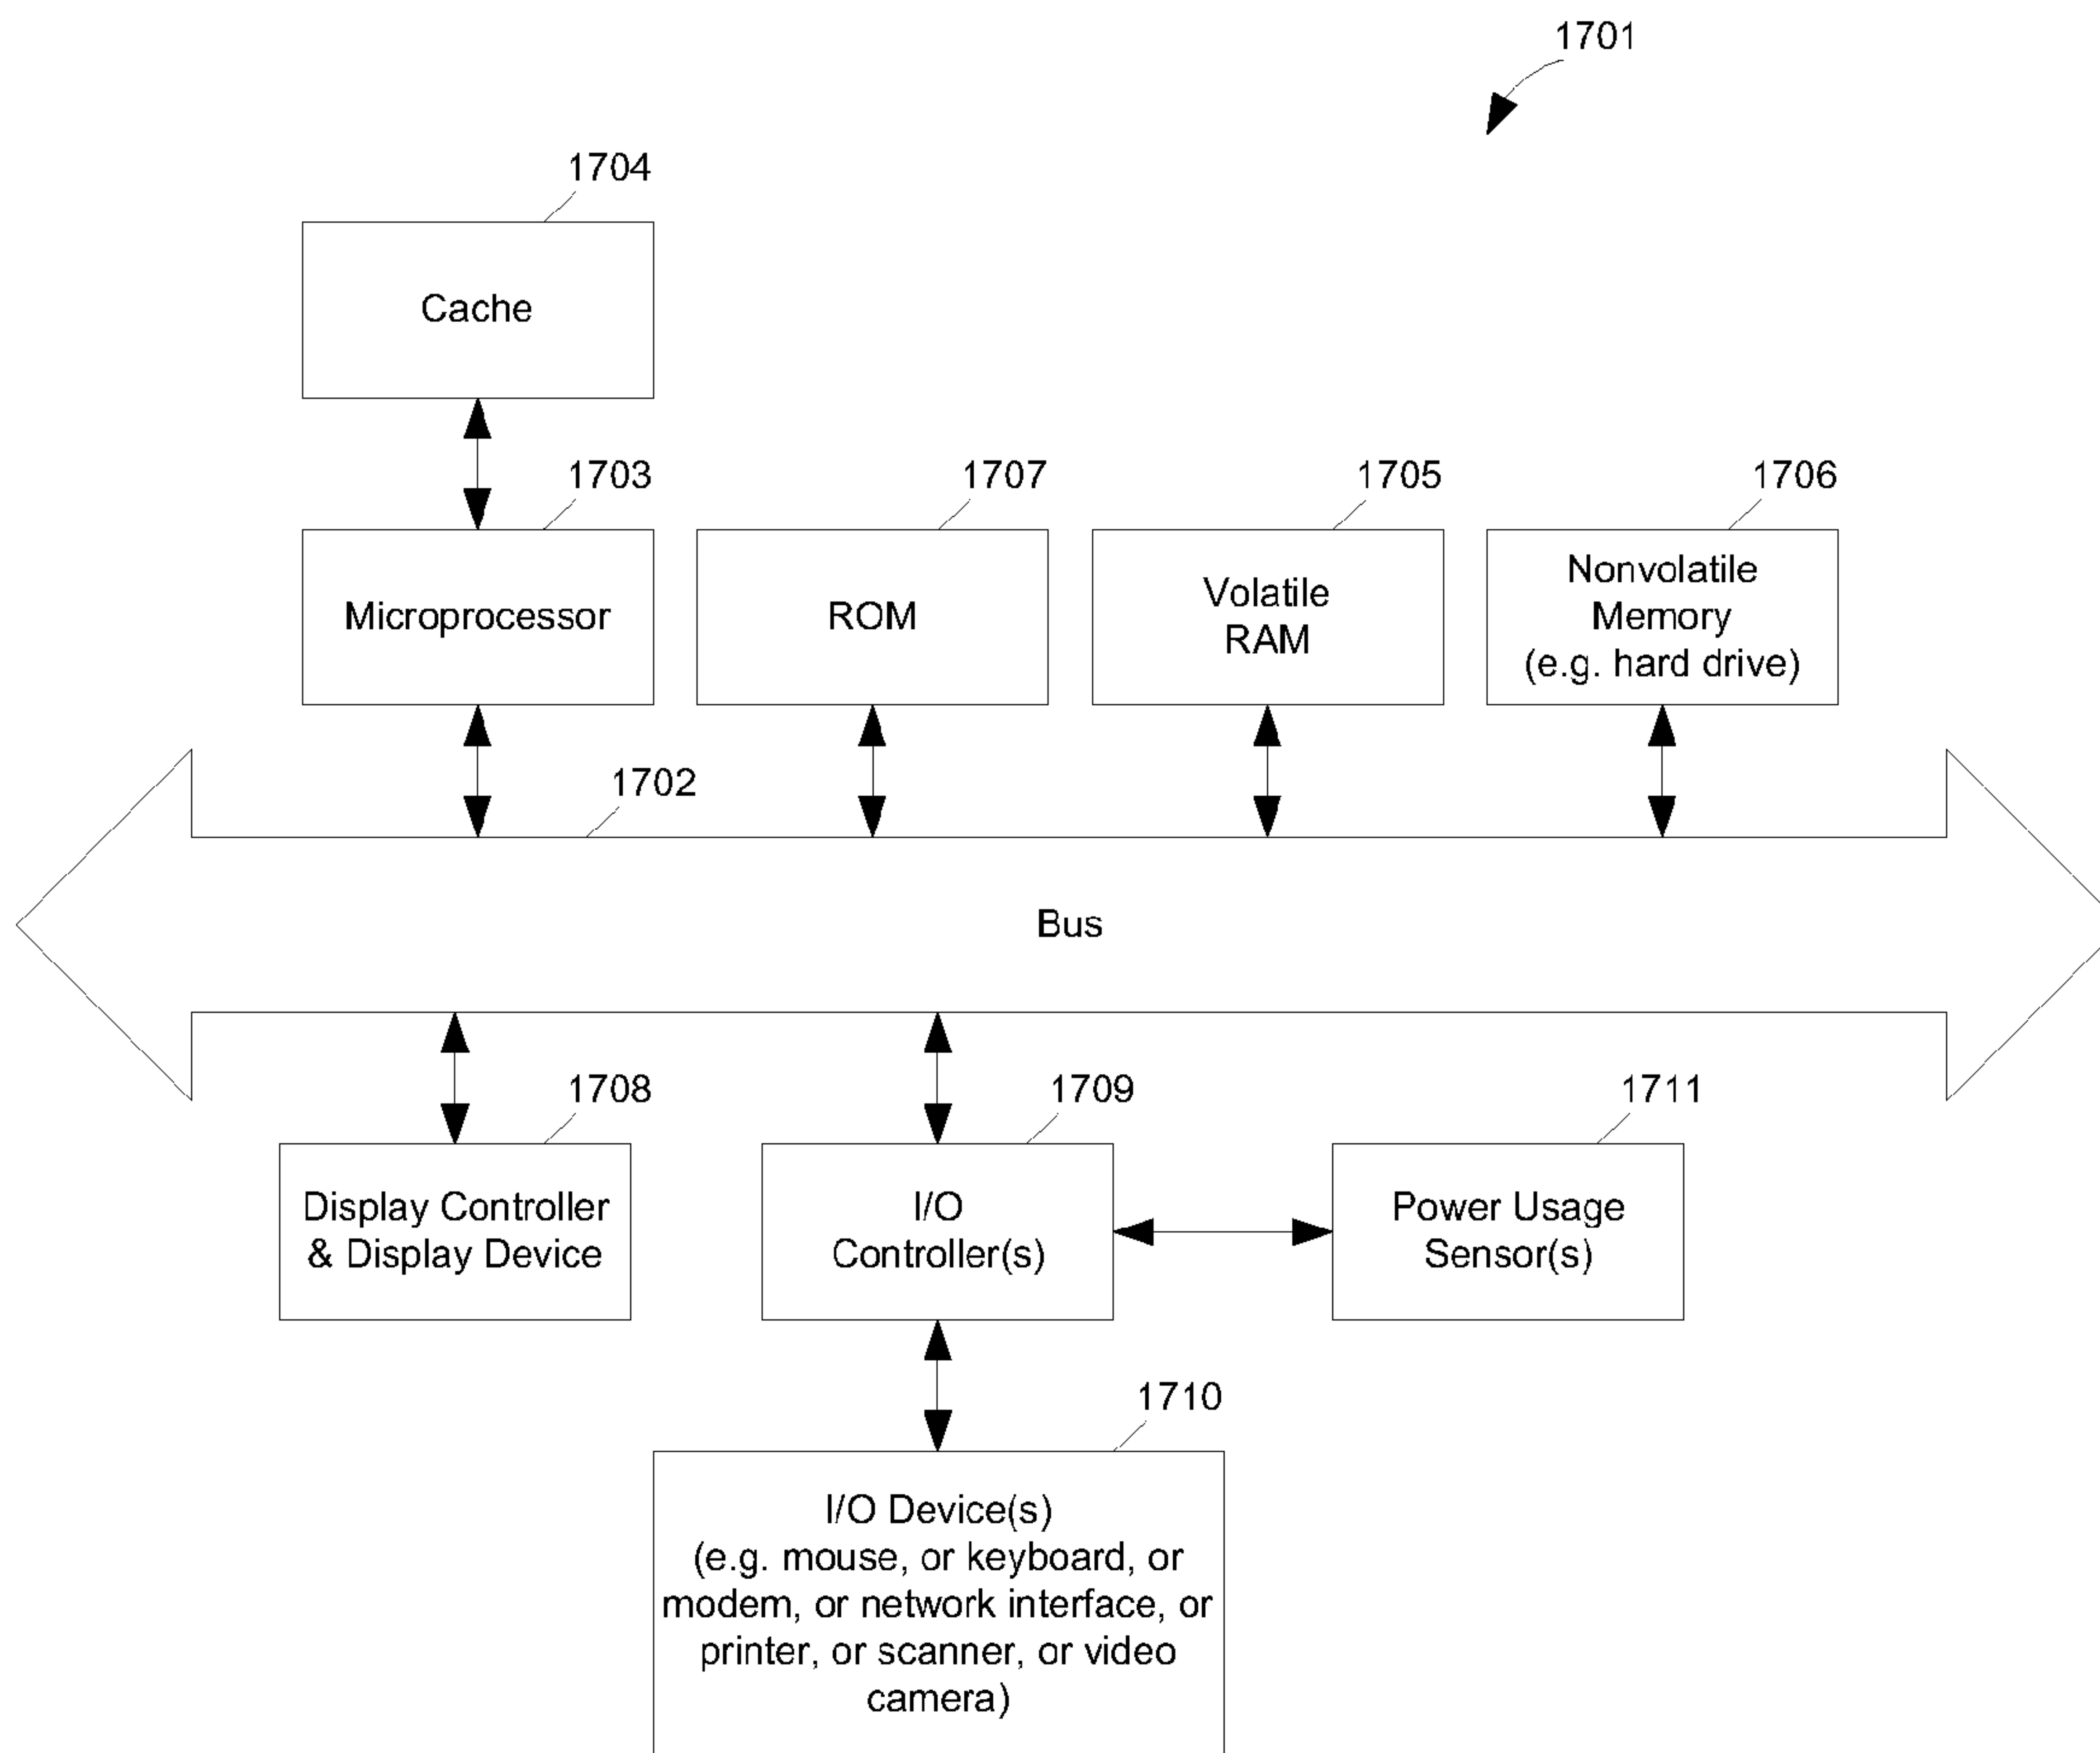 1701
1704
Cache
1703
1707
1705
1706
Microprocessor
ROM
Volatile
RAM
Nonvolatile
Memory
(e.g. hard drive)
1702
Bus
1708
1709
1711
Display Controller
& Display Device
I/O
Controller(s)
Power Usage
Sensor(s)
1710
I/O Device(s)
(e.g. mouse, or keyboard, or
modem, or network interface, or
printer, or scanner, or video
camera)